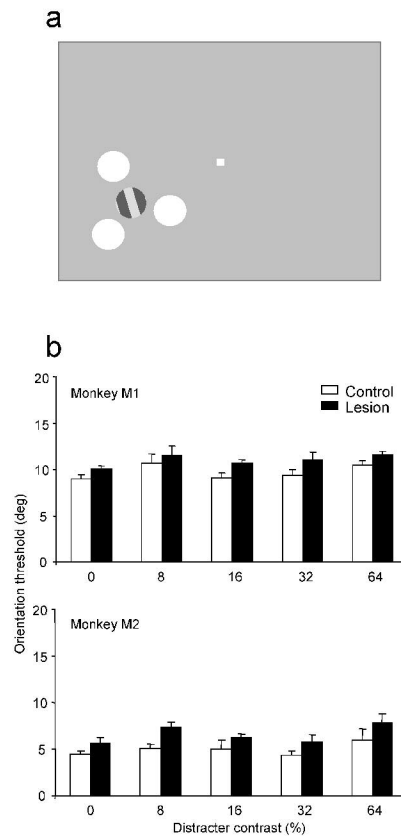 a
b
20
Monkey M1
Control
Lesion
15
10
5
0
0 8 16 32 64
Orientation threshold (deg)
20
Monkey M2
15
10
5
0
0 8 16 32 64
Distracter contrast (%)